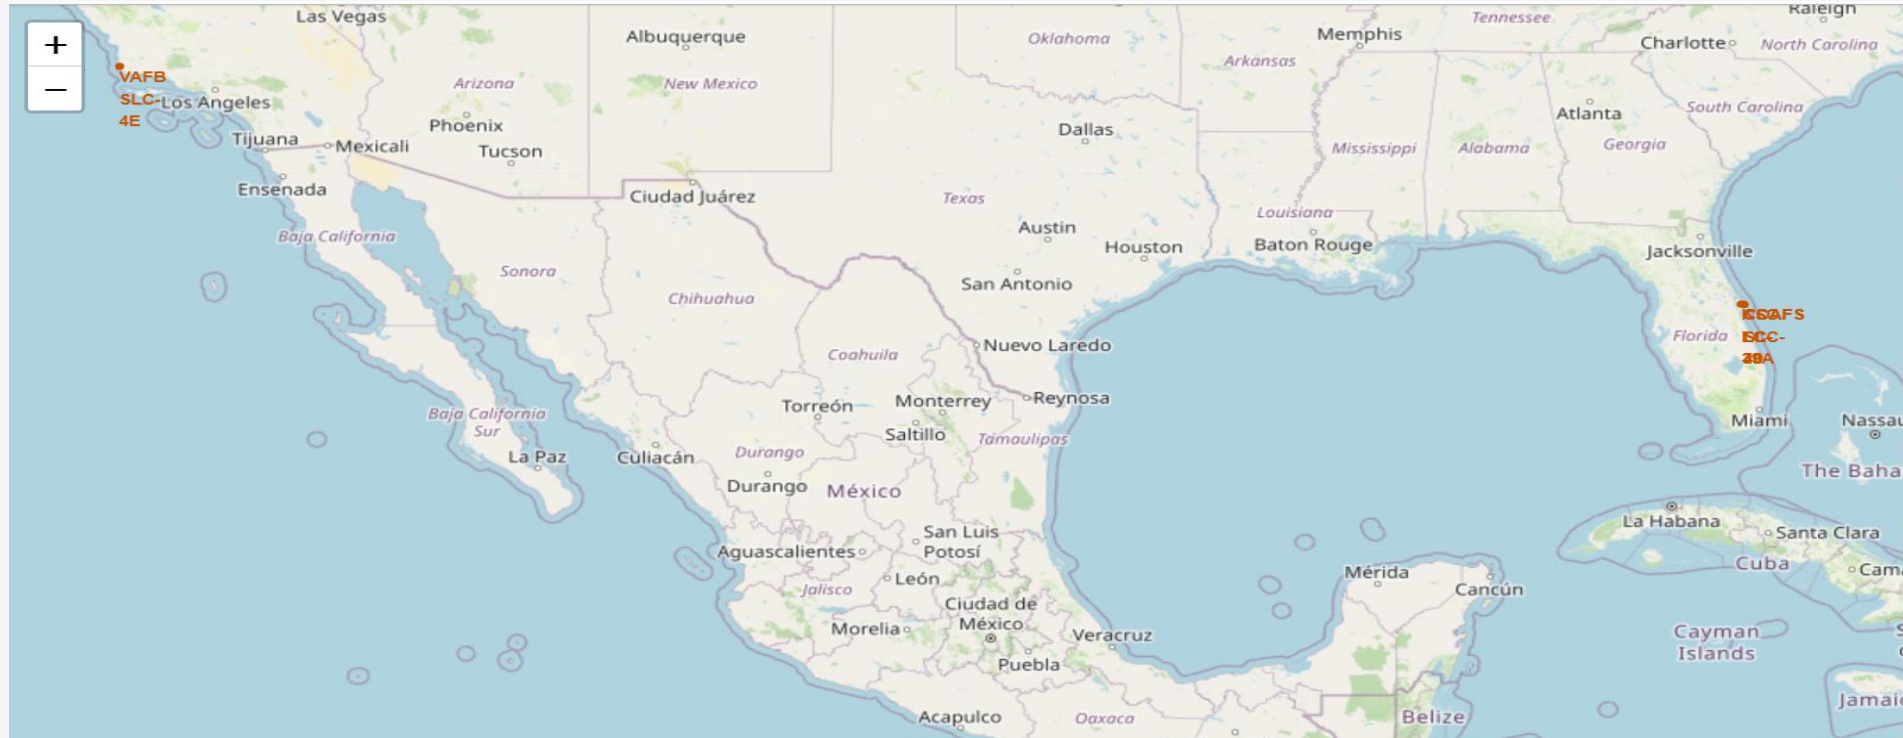 +
−
Las Vegas
Albuquerque
Oklahoma
Memphis
Tennessee
Raleigh
Charlotte
North Carolina
Arkansas
VAFB
SLC-
4E
Los Angeles
Arizona
New Mexico
Phoenix
Tucson
Dallas
Atlanta
South Carolina
Tijuana
Mexicali
Mississippi
Alabama
Georgia
Ensenada
Ciudad Juárez
Texas
Louisiana
Austin
Houston
Baton Rouge
Jacksonville
Baja California
Sonora
Chihuahua
San Antonio
Florida
Coahuila
Nuevo Laredo
Torreón
Monterrey
Reynosa
Saltillo
Tamaulipas
Baja California
Sur
La Paz
Culiacán
Durango
Durango
México
Miami
Nassau
The Baha
La Habana
Santa Clara
Cuba
Cama
Aguascalientes
San Luis
Potosí
León
Jalisco
Ciudad de
México
Morelia
Puebla
Veracruz
Mérida
Cancún
Cayman
Islands
Acapulco
Oaxaca
Belize
Jamaic